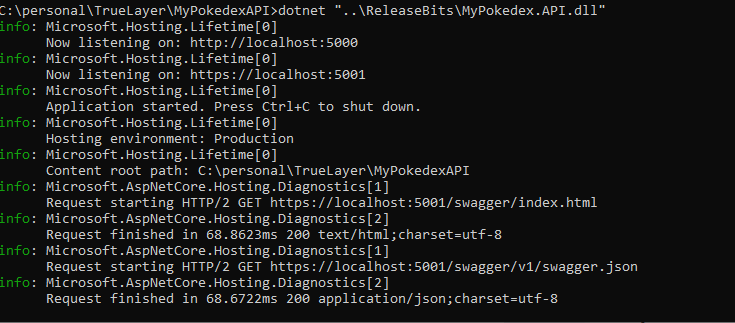 C:\personal\TrueLayer\MyPokedexAPI>dotnet "..\ReleaseBits\MyPokedex.API.dll"
info: Microsoft.Hosting.Lifetime[0]
      Now listening on: http://localhost:5000
info: Microsoft.Hosting.Lifetime[0]
      Now listening on: https://localhost:5001
info: Microsoft.Hosting.Lifetime[0]
      Application started. Press Ctrl+C to shut down.
info: Microsoft.Hosting.Lifetime[0]
      Hosting environment: Production
info: Microsoft.Hosting.Lifetime[0]
      Content root path: C:\personal\TrueLayer\MyPokedexAPI
info: Microsoft.AspNetCore.Hosting.Diagnostics[1]
      Request starting HTTP/2 GET https://localhost:5001/swagger/index.html
info: Microsoft.AspNetCore.Hosting.Diagnostics[2]
      Request finished in 68.8623ms 200 text/html;charset=utf-8
info: Microsoft.AspNetCore.Hosting.Diagnostics[1]
      Request starting HTTP/2 GET https://localhost:5001/swagger/v1/swagger.json
info: Microsoft.AspNetCore.Hosting.Diagnostics[2]
      Request finished in 68.6722ms 200 application/json;charset=utf-8